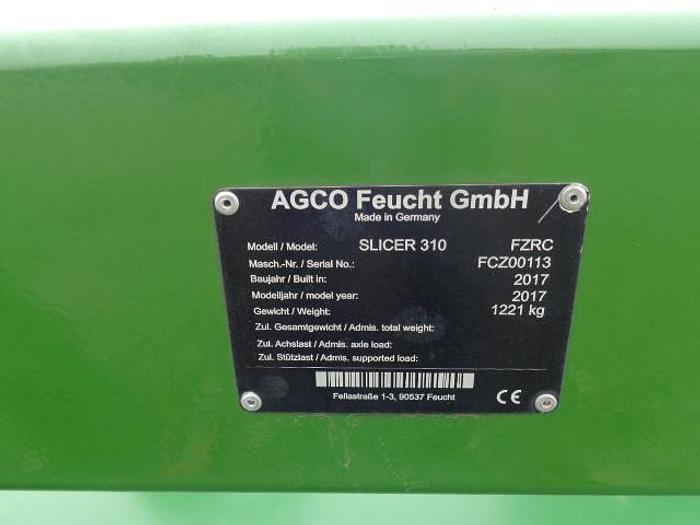 AGCO Feucht GmbH
Made in Germany
Modell / Model: SLICER 310 FZRC
Masch.-Nr. / Serial No.: FCZ00113
Baujahr / Built in: 2017
Modelljahr / model year: 2017
Gewicht / Weight: 1221 kg
Zul. Gesamtgewicht / Admis. total weight:
Zul. Achslast / Admis. axle load:
Zul. Stützlast / Admis. supported load:
Fellastraße 1-3, 90537 Feucht CE